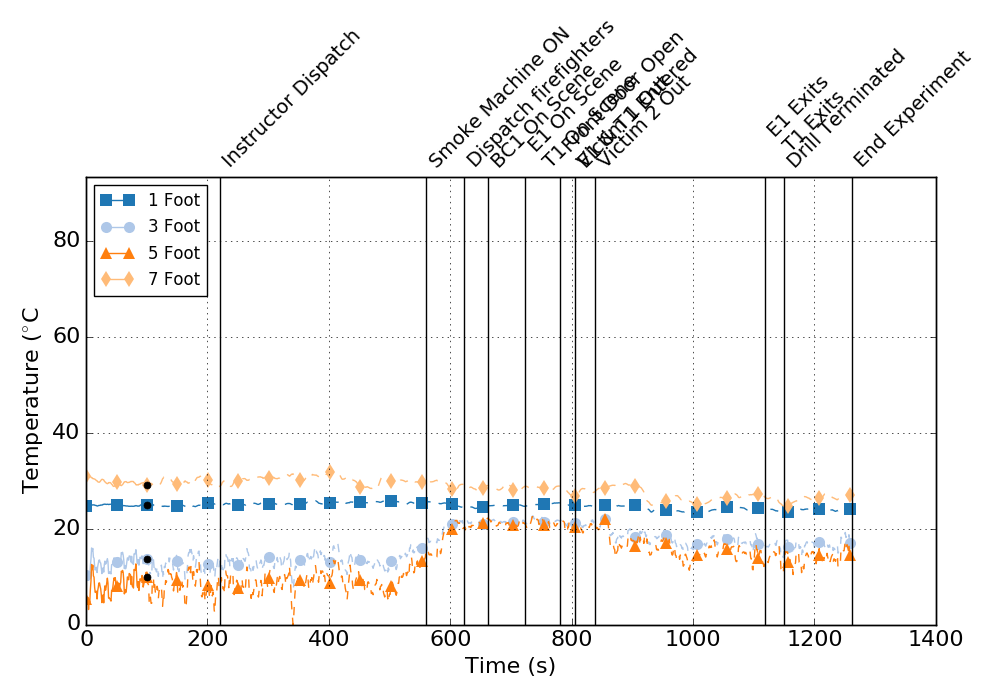 Instructor Dispatch
Smoke Machine ON
Dispatch firefighters
BC1 On Scene
E1 On Scene
T1 On Scene
Front Door Open
E1 & T1 Entered
Victim 1 Out
Victim 2 Out
E1 Exits
T1 Exits
Drill Terminated
End Experiment
1 Foot
3 Foot
5 Foot
7 Foot
Temperature (°C
80
60
40
20
0
0 200 400 600 800 1000 1200 1400
Time (s)